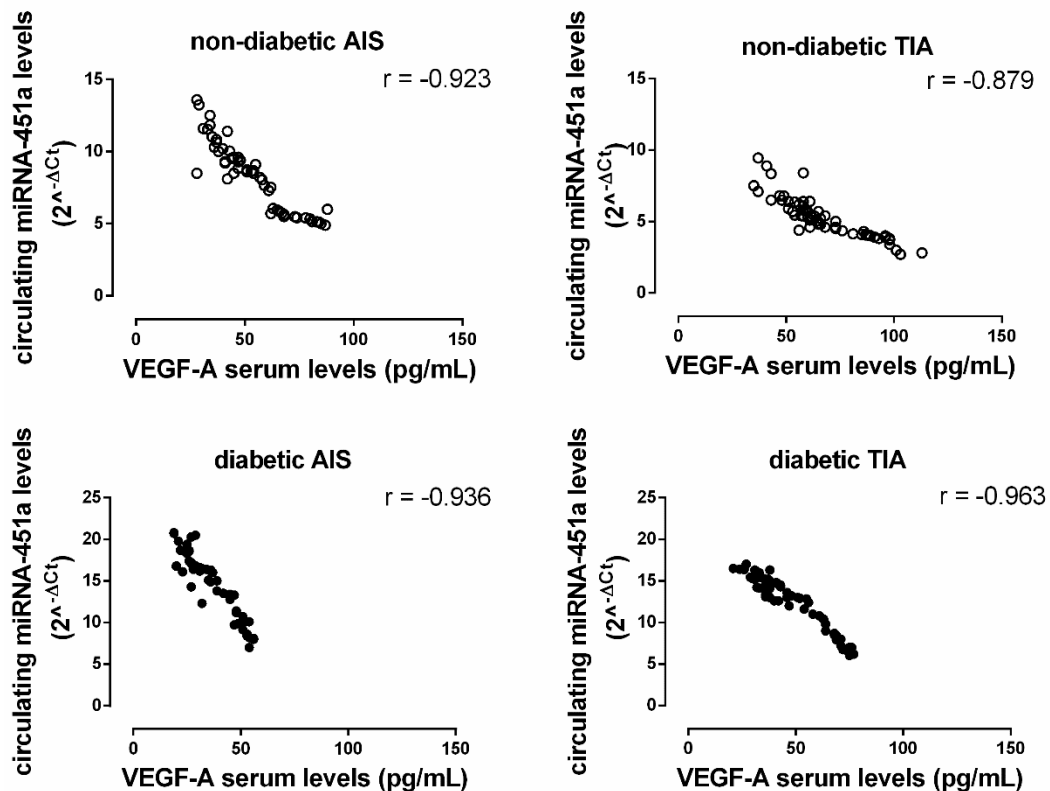 non-diabetic AIS
r = -0.923
circulating miRNA-451a levels
(2^-ΔCt)
15
10
5
0
0 50 100 150
VEGF-A serum levels (pg/mL)
non-diabetic TIA
r = -0.879
circulating miRNA-451a levels
(2^-ΔCt)
15
10
5
0
0 50 100 150
VEGF-A serum levels (pg/mL)
diabetic AIS
r = -0.936
circulating miRNA-451a levels
(2^-ΔCt)
25
20
15
10
5
0
0 50 100 150
VEGF-A serum levels (pg/mL)
diabetic TIA
r = -0.963
circulating miRNA-451a levels
(2^-ΔCt)
25
20
15
10
5
0
0 50 100 150
VEGF-A serum levels (pg/mL)